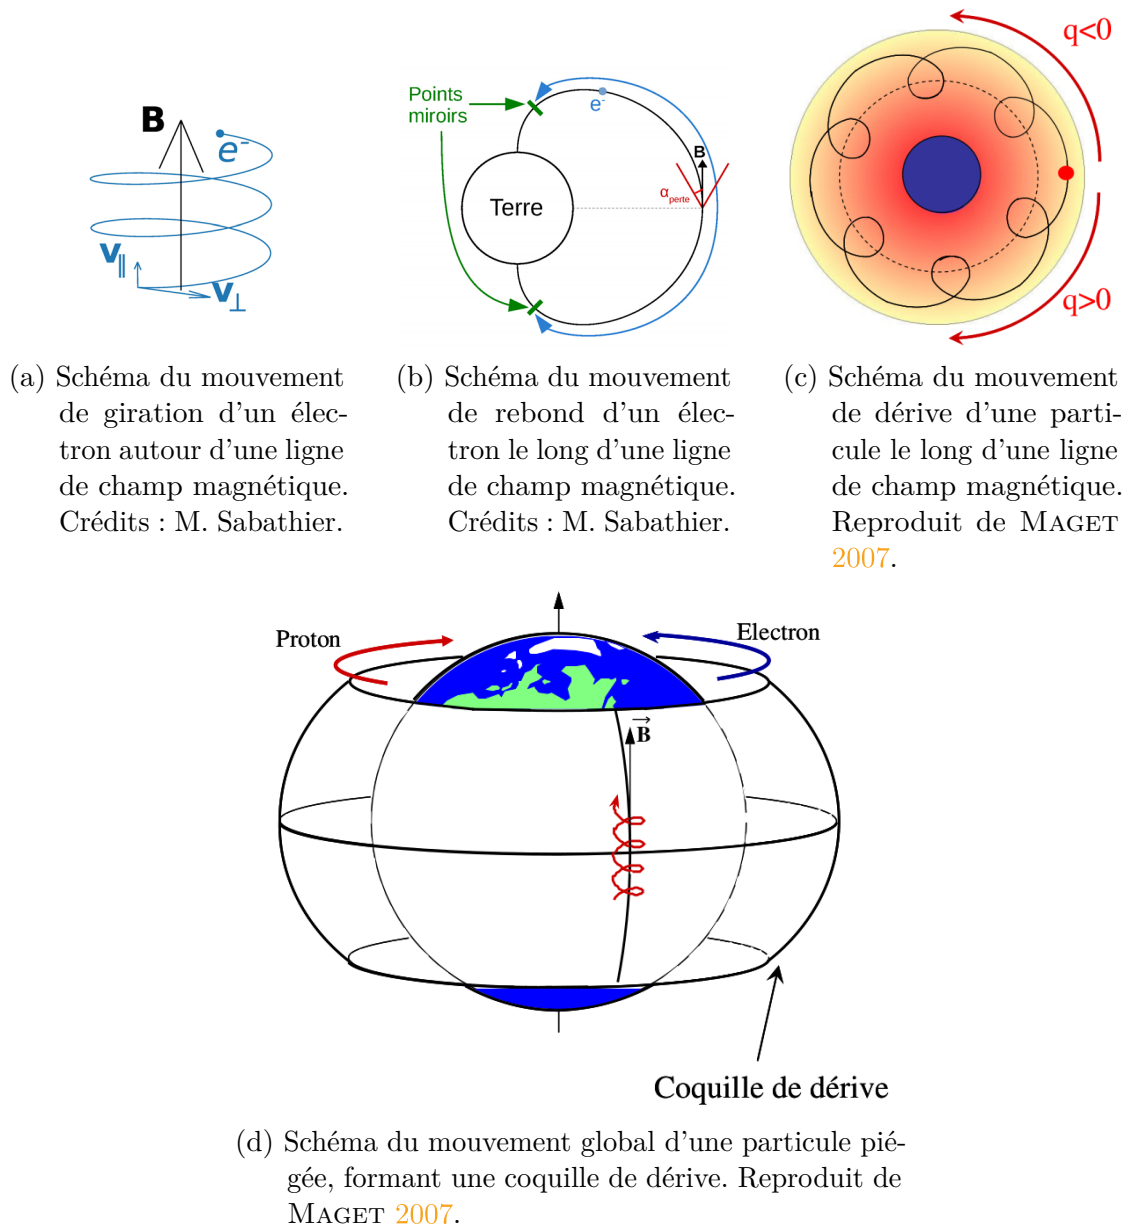 B
e⁻
v∥
v⊥
Points
miroirs
e⁻
B
α perte
Terre
q<0
q>0
(a) Schéma du mouvement
de giration d'un élec-
tron autour d'une ligne
de champ magnétique.
Crédits : M. Sabathier.
(b) Schéma du mouvement
de rebond d'un élec-
tron le long d'une ligne
de champ magnétique.
Crédits : M. Sabathier.
(c) Schéma du mouvement
de dérive d'une parti-
cule le long d'une ligne
de champ magnétique.
Reproduit de MAGET
2007.
Proton
Electron
B
Coquille de dérive
(d) Schéma du mouvement global d'une particule pié-
gée, formant une coquille de dérive. Reproduit de
MAGET 2007.